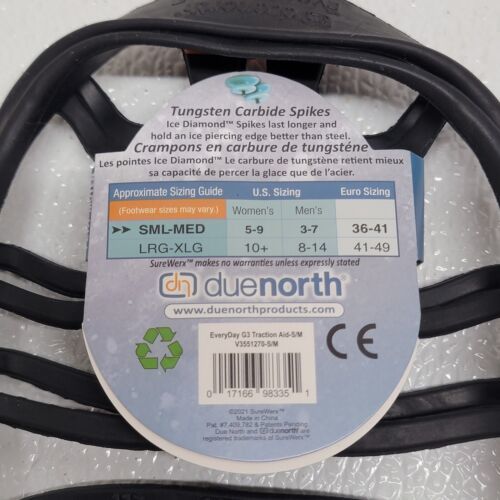 Tungsten Carbide Spikes
Ice Diamond™ Spikes last longer and
hold an ice piercing edge better than steel.
Crampons en carbure de tungsténe
Les pointes Ice Diamond™ Le carbure de tungstène retient mieux
sa capacité de percer la glace que de l'acier.
Approximate Sizing Guide U.S. Sizing Euro Sizing
(Footwear sizes may vary.) Women's Men's
►► SML-MED 5-9 3-7 36-41
LRG-XLG 10+ 8-14 41-49
SureWerx™ makes no warranties unless expressly stated
dn duenorth®
www.duenorthproducts.com
EveryDay G3 Traction Aid-S/M
V3551270-S/M
0 17166 98335 1
CE
©2021 SureWerx™
Made in China
Pat. #7,409,782 & Patents Pending
Due North and dn duenorth are
registered trademarks of SureWerx™